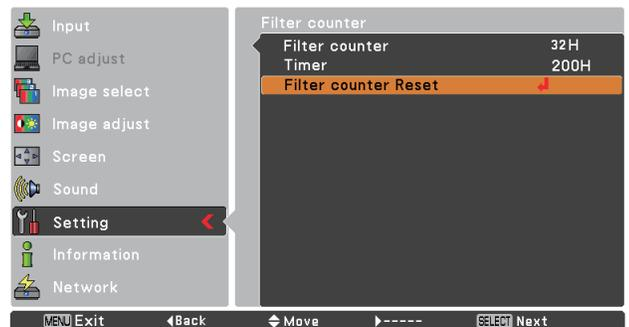 Input
PC adjust
Image select
Image adjust
Screen
Sound
Setting
Information
Network
Filter counter
Filter counter 32H
Timer 200H
Filter counter Reset
MENU Exit Back Move ----- SELECT Next